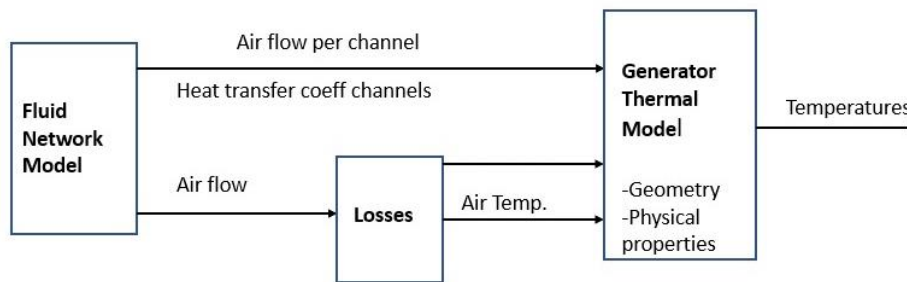 Air flow per channel
Heat transfer coeff channels
Fluid
Network
Model
Air flow
Losses
Air Temp.
Generator
Thermal
Model
-Geometry
-Physical
properties
Temperatures